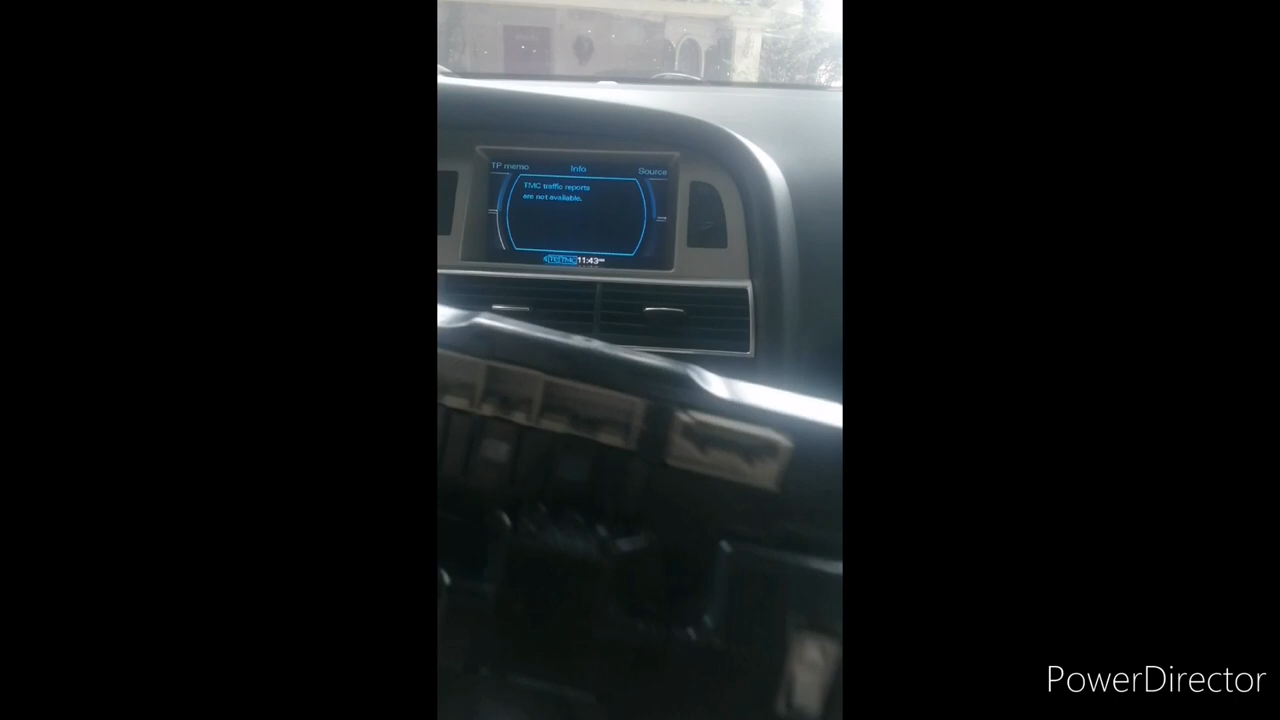 TP memo
Info
Source
TMC traffic reports
are not available.
11:43
PowerDirector